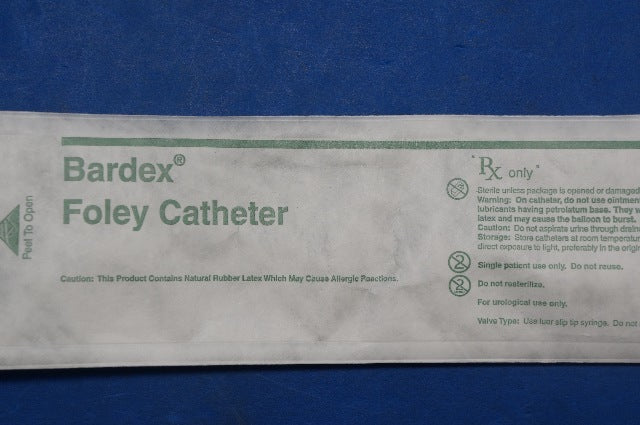 Peel To Open
Bardex®
Foley Catheter
Caution: This Product Contains Natural Rubber Latex Which May Cause Allergic Reactions.
"Rx only"
Sterile unless package is opened or damaged
Warning: On catheter, do not use ointment
lubricants having petrolatum base. They w
latex and may cause the balloon to burst.
Caution: Do not aspirate urine through drain
Storage: Store catheters at room temperatur
direct exposure to light, preferably in the origin
Single patient use only. Do not reuse.
Do not resterilize.
For urological use only.
Valve Type: Use luer slip tip syringe. Do not